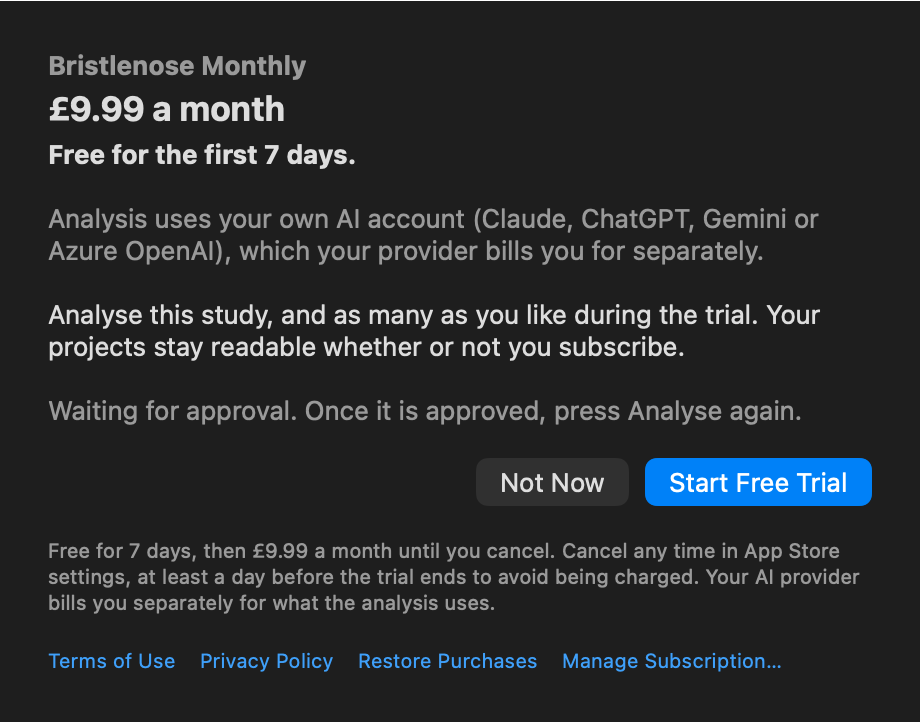 Bristlenose Monthly
£9.99 a month
Free for the first 7 days.
Analysis uses your own AI account (Claude, ChatGPT, Gemini or
Azure OpenAI), which your provider bills you for separately.
Analyse this study, and as many as you like during the trial. Your
projects stay readable whether or not you subscribe.
Waiting for approval. Once it is approved, press Analyse again.
Not Now
Start Free Trial
Free for 7 days, then £9.99 a month until you cancel. Cancel any time in App Store
settings, at least a day before the trial ends to avoid being charged. Your AI provider
bills you separately for what the analysis uses.
Terms of Use Privacy Policy Restore Purchases Manage Subscription...